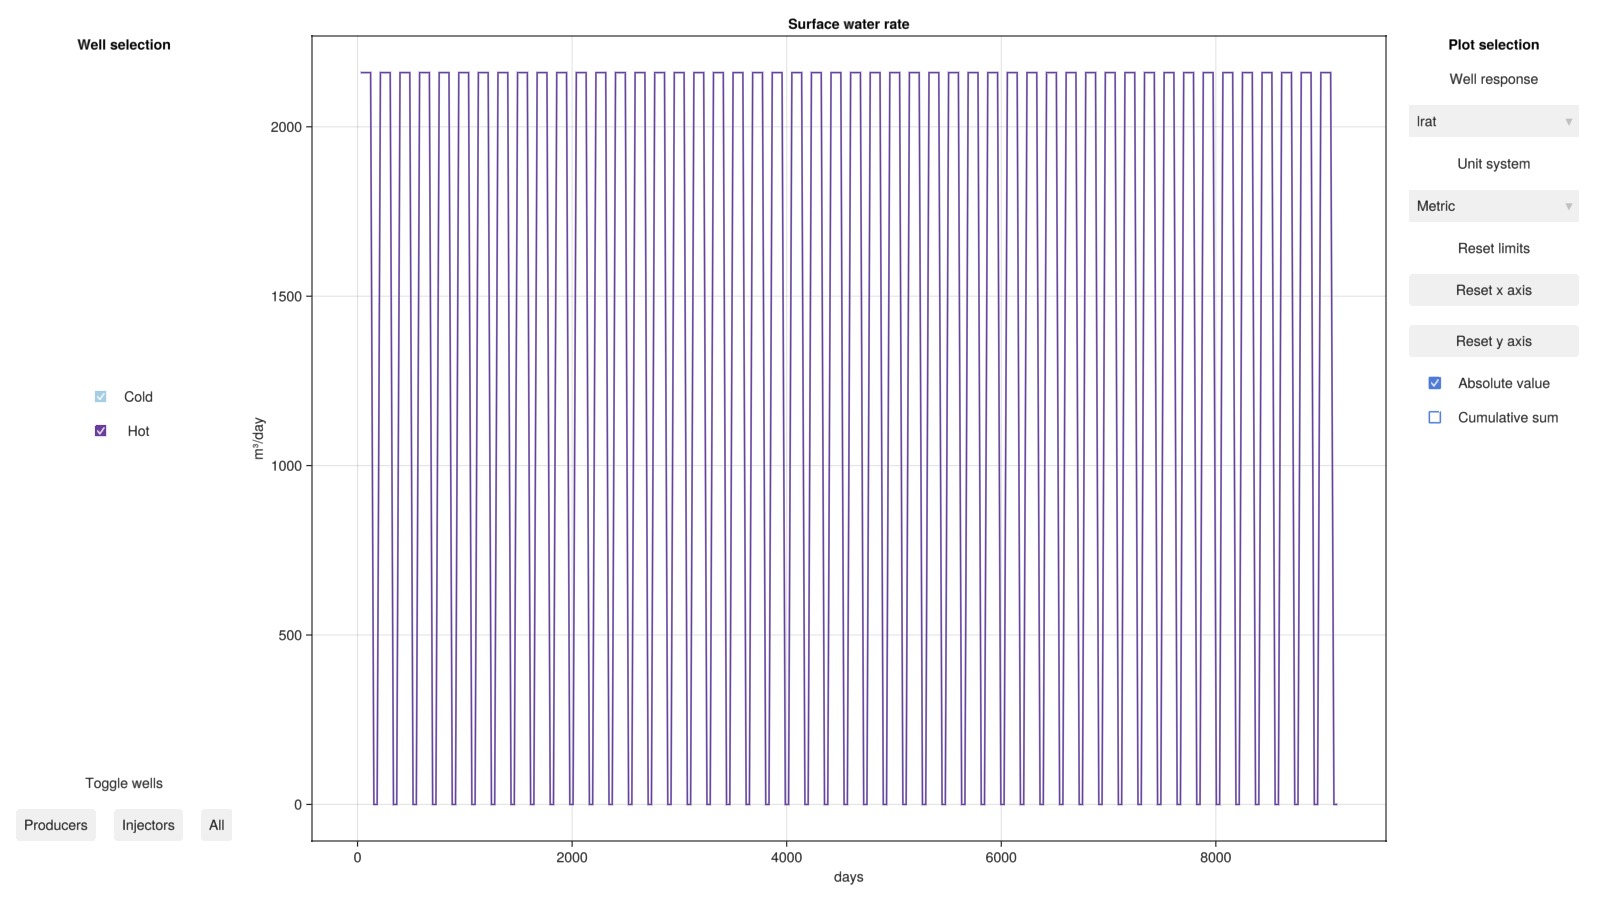 Well selection
Cold
Hot
Toggle wells
Producers
Injectors
All
Surface water rate
m³/day
2000
1500
1000
500
0
0
2000
4000
6000
8000
days
Plot selection
Well response
lrat
Unit system
Metric
Reset limits
Reset x axis
Reset y axis
Absolute value
Cumulative sum